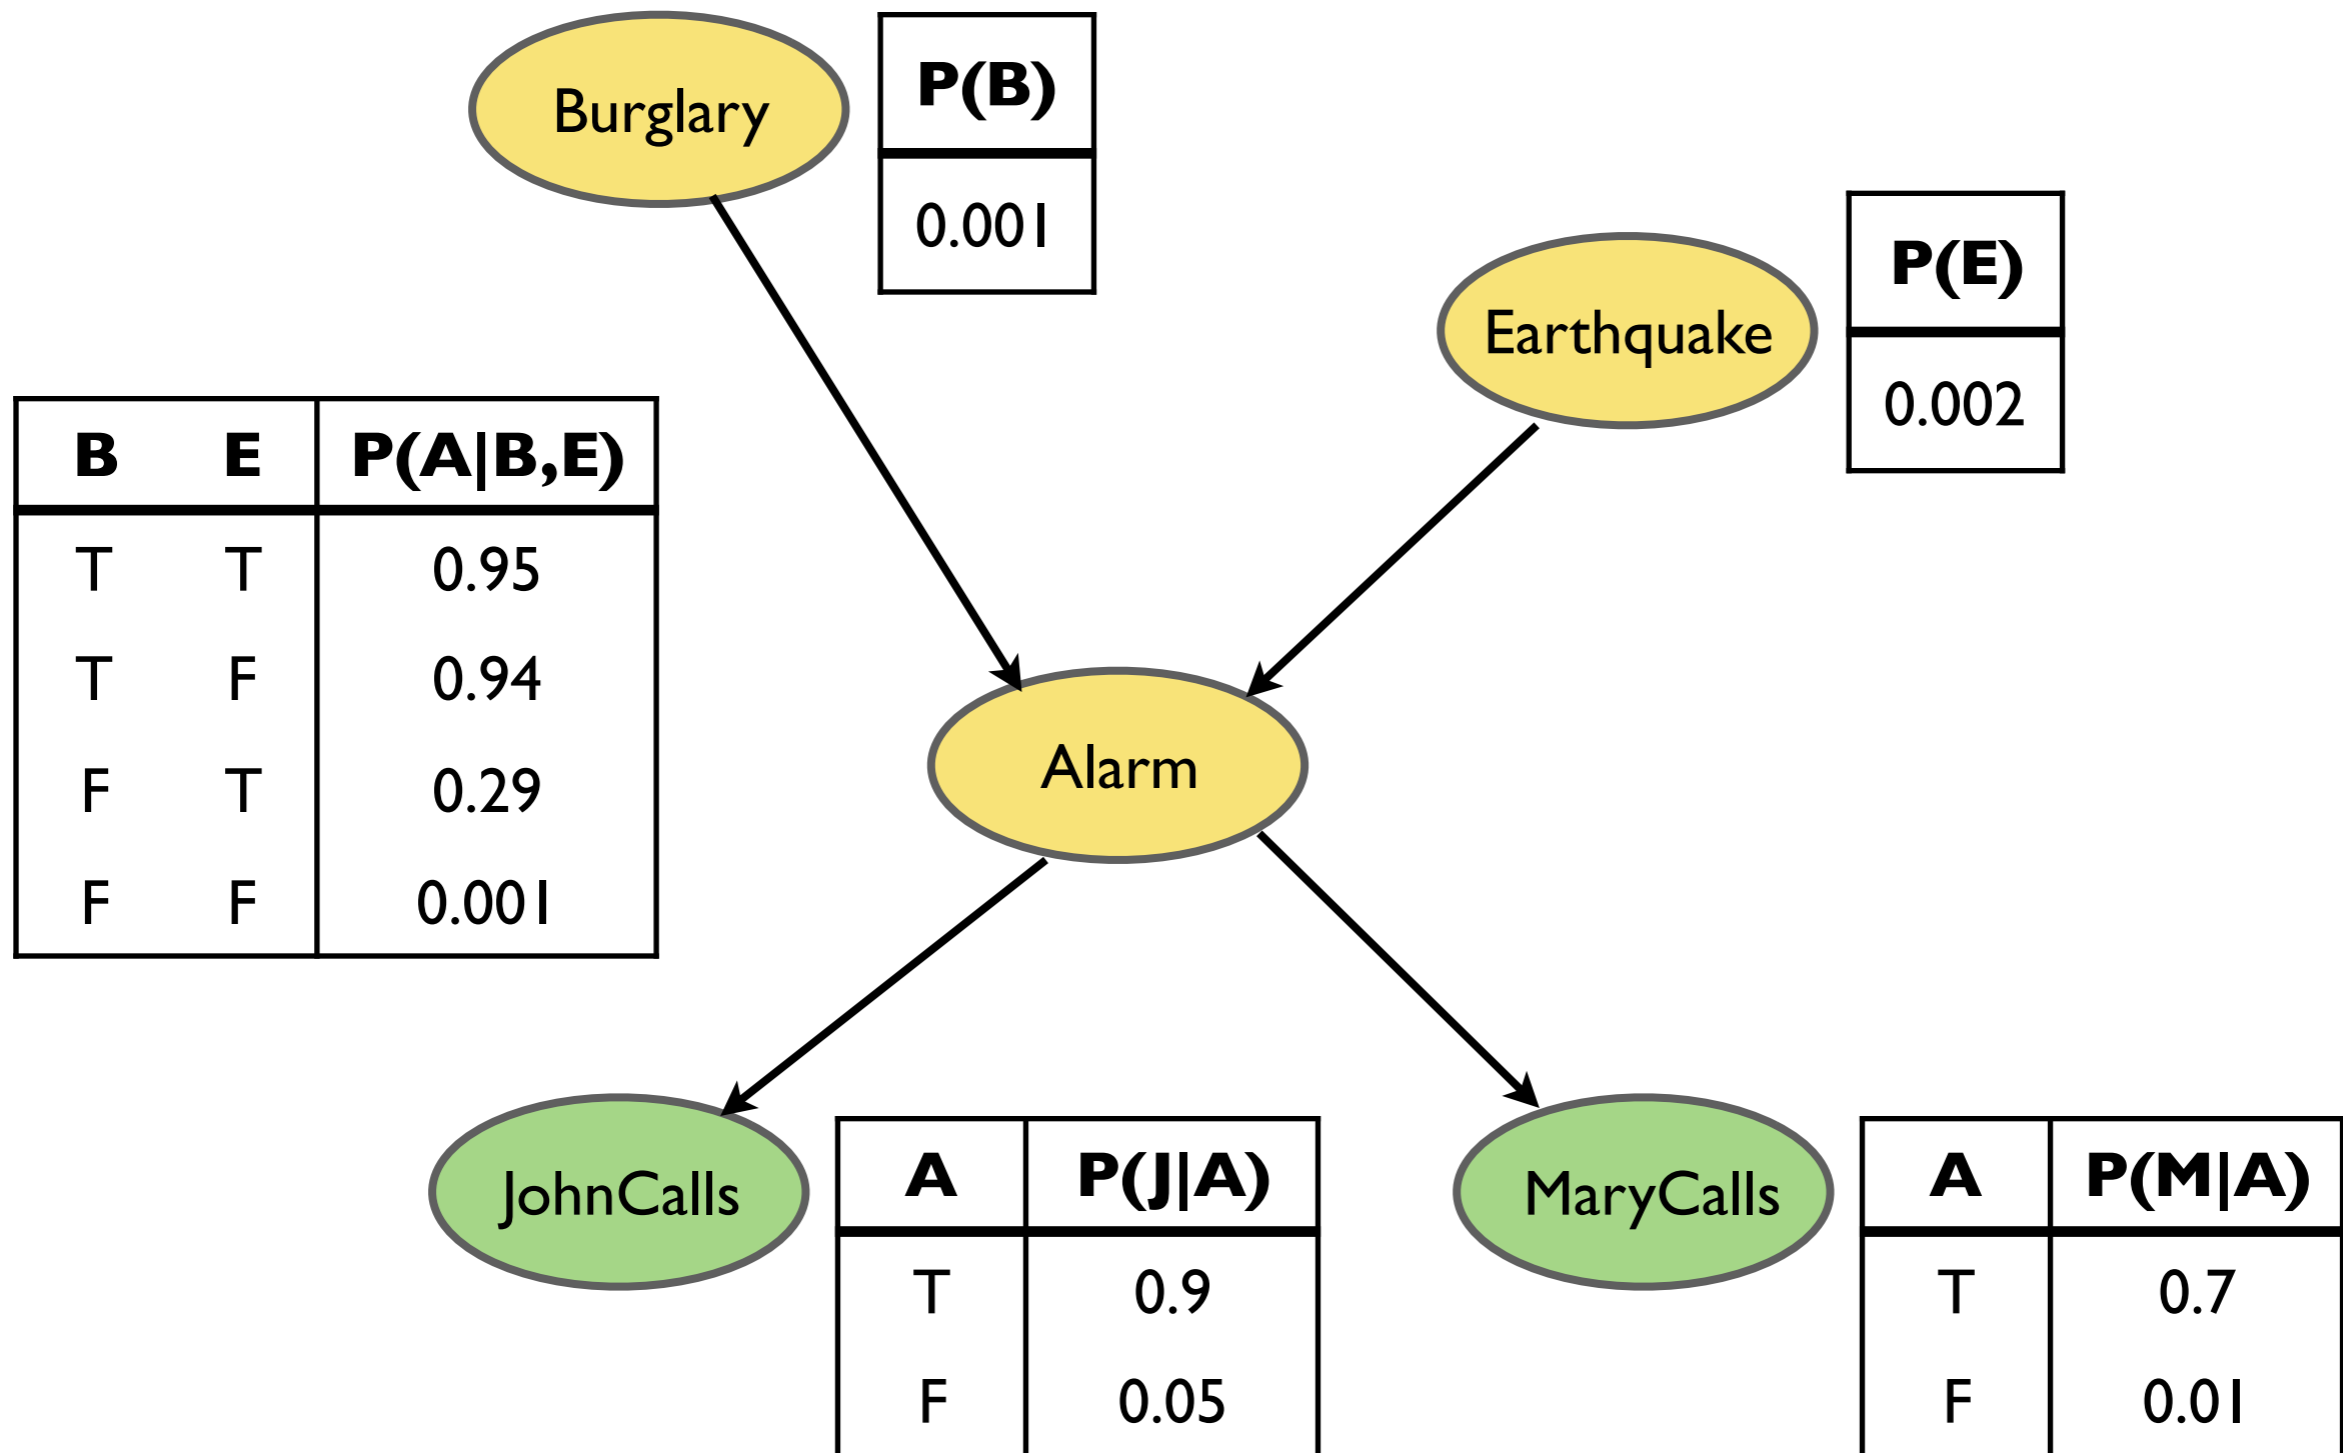 Burglary
P(B)
0.001
Earthquake
P(E)
0.002
B E P(A|B,E)
T T 0.95
T F 0.94
F T 0.29
F F 0.001
Alarm
JohnCalls
A P(J|A)
T 0.9
F 0.05
MaryCalls
A P(M|A)
T 0.7
F 0.01